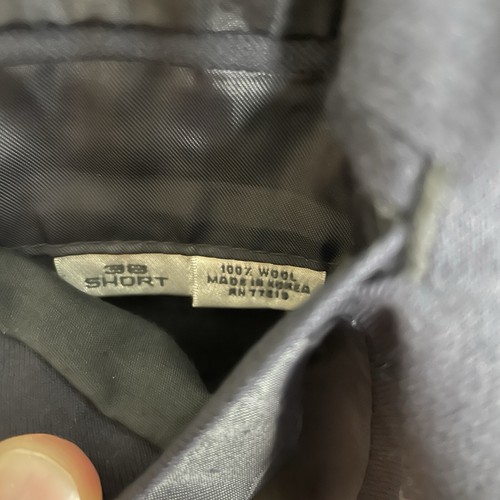 38
SHORT
100% WOOL
MADE IN KOREA
RN 77219